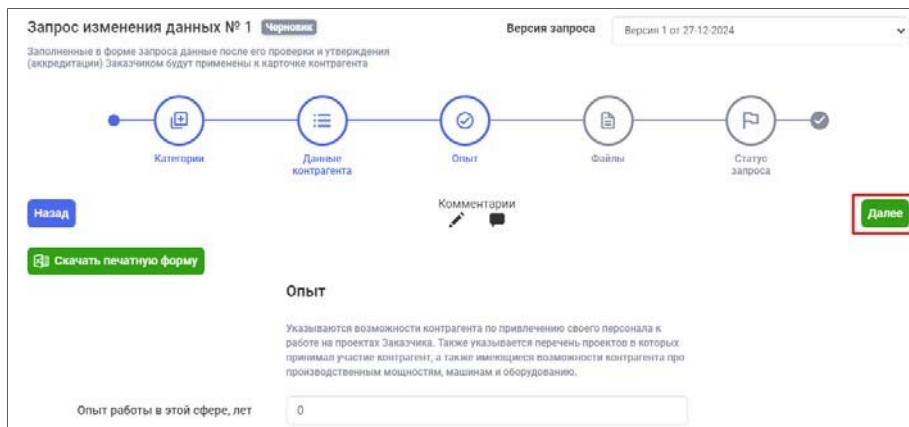 Запрос изменения данных № 1 Черновик
Версия запроса
Версия 1 от 27-12-2024
Заполненные в форме запроса данные после его проверки и утверждения
(аккредитации) Заказчиком будут применены к карточке контрагента
Категории
Данные
контрагента
Опыт
Файлы
Статус
запроса
Назад
Комментарии
Далее
Скачать печатную форму
Опыт
Указываются возможности контрагента по привлечению своего персонала к
работе на проектах Заказчика. Также указывается перечень проектов в которых
принимал участие контрагент, а также имеющиеся возможности контрагента про
производственным мощностям, машинам и оборудованию.
Опыт работы в этой сфере, лет
0